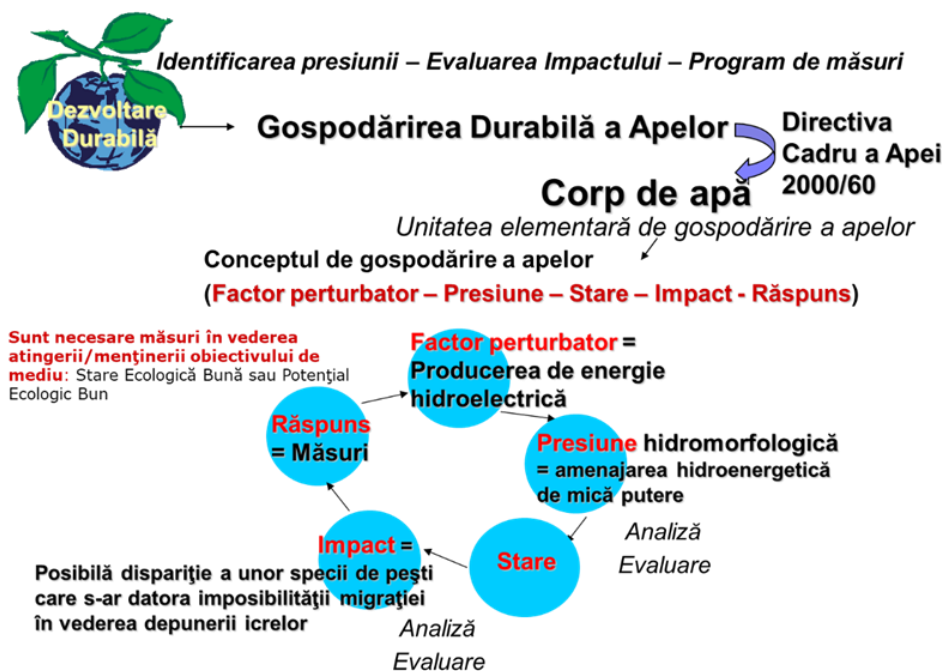 Identificarea presiunii – Evaluarea Impactului – Program de măsuri
Dezvoltare
Durabilă
Gospodărirea Durabilă a Apelor
Directiva
Cadru a Apei
2000/60
Corp de apă
Unitatea elementară de gospodărire a apelor
Conceptul de gospodărire a apelor
(Factor perturbator – Presiune – Stare – Impact - Răspuns)
Sunt necesare măsuri în vederea
atingerii/menţinerii obiectivului de
mediu: Stare Ecologică Bună sau Potenţial
Ecologic Bun
Factor perturbator =
Producerea de energie
hidroelectrică
Presiune hidromorfologică
= amenajarea hidroenergetică
de mică putere
Analiză
Evaluare
Stare
Impact =
Posibilă dispariţie a unor specii de peşti
care s-ar datora imposibilităţii migraţiei
în vederea depunerii icrelor
Analiză
Evaluare
Răspuns
= Măsuri